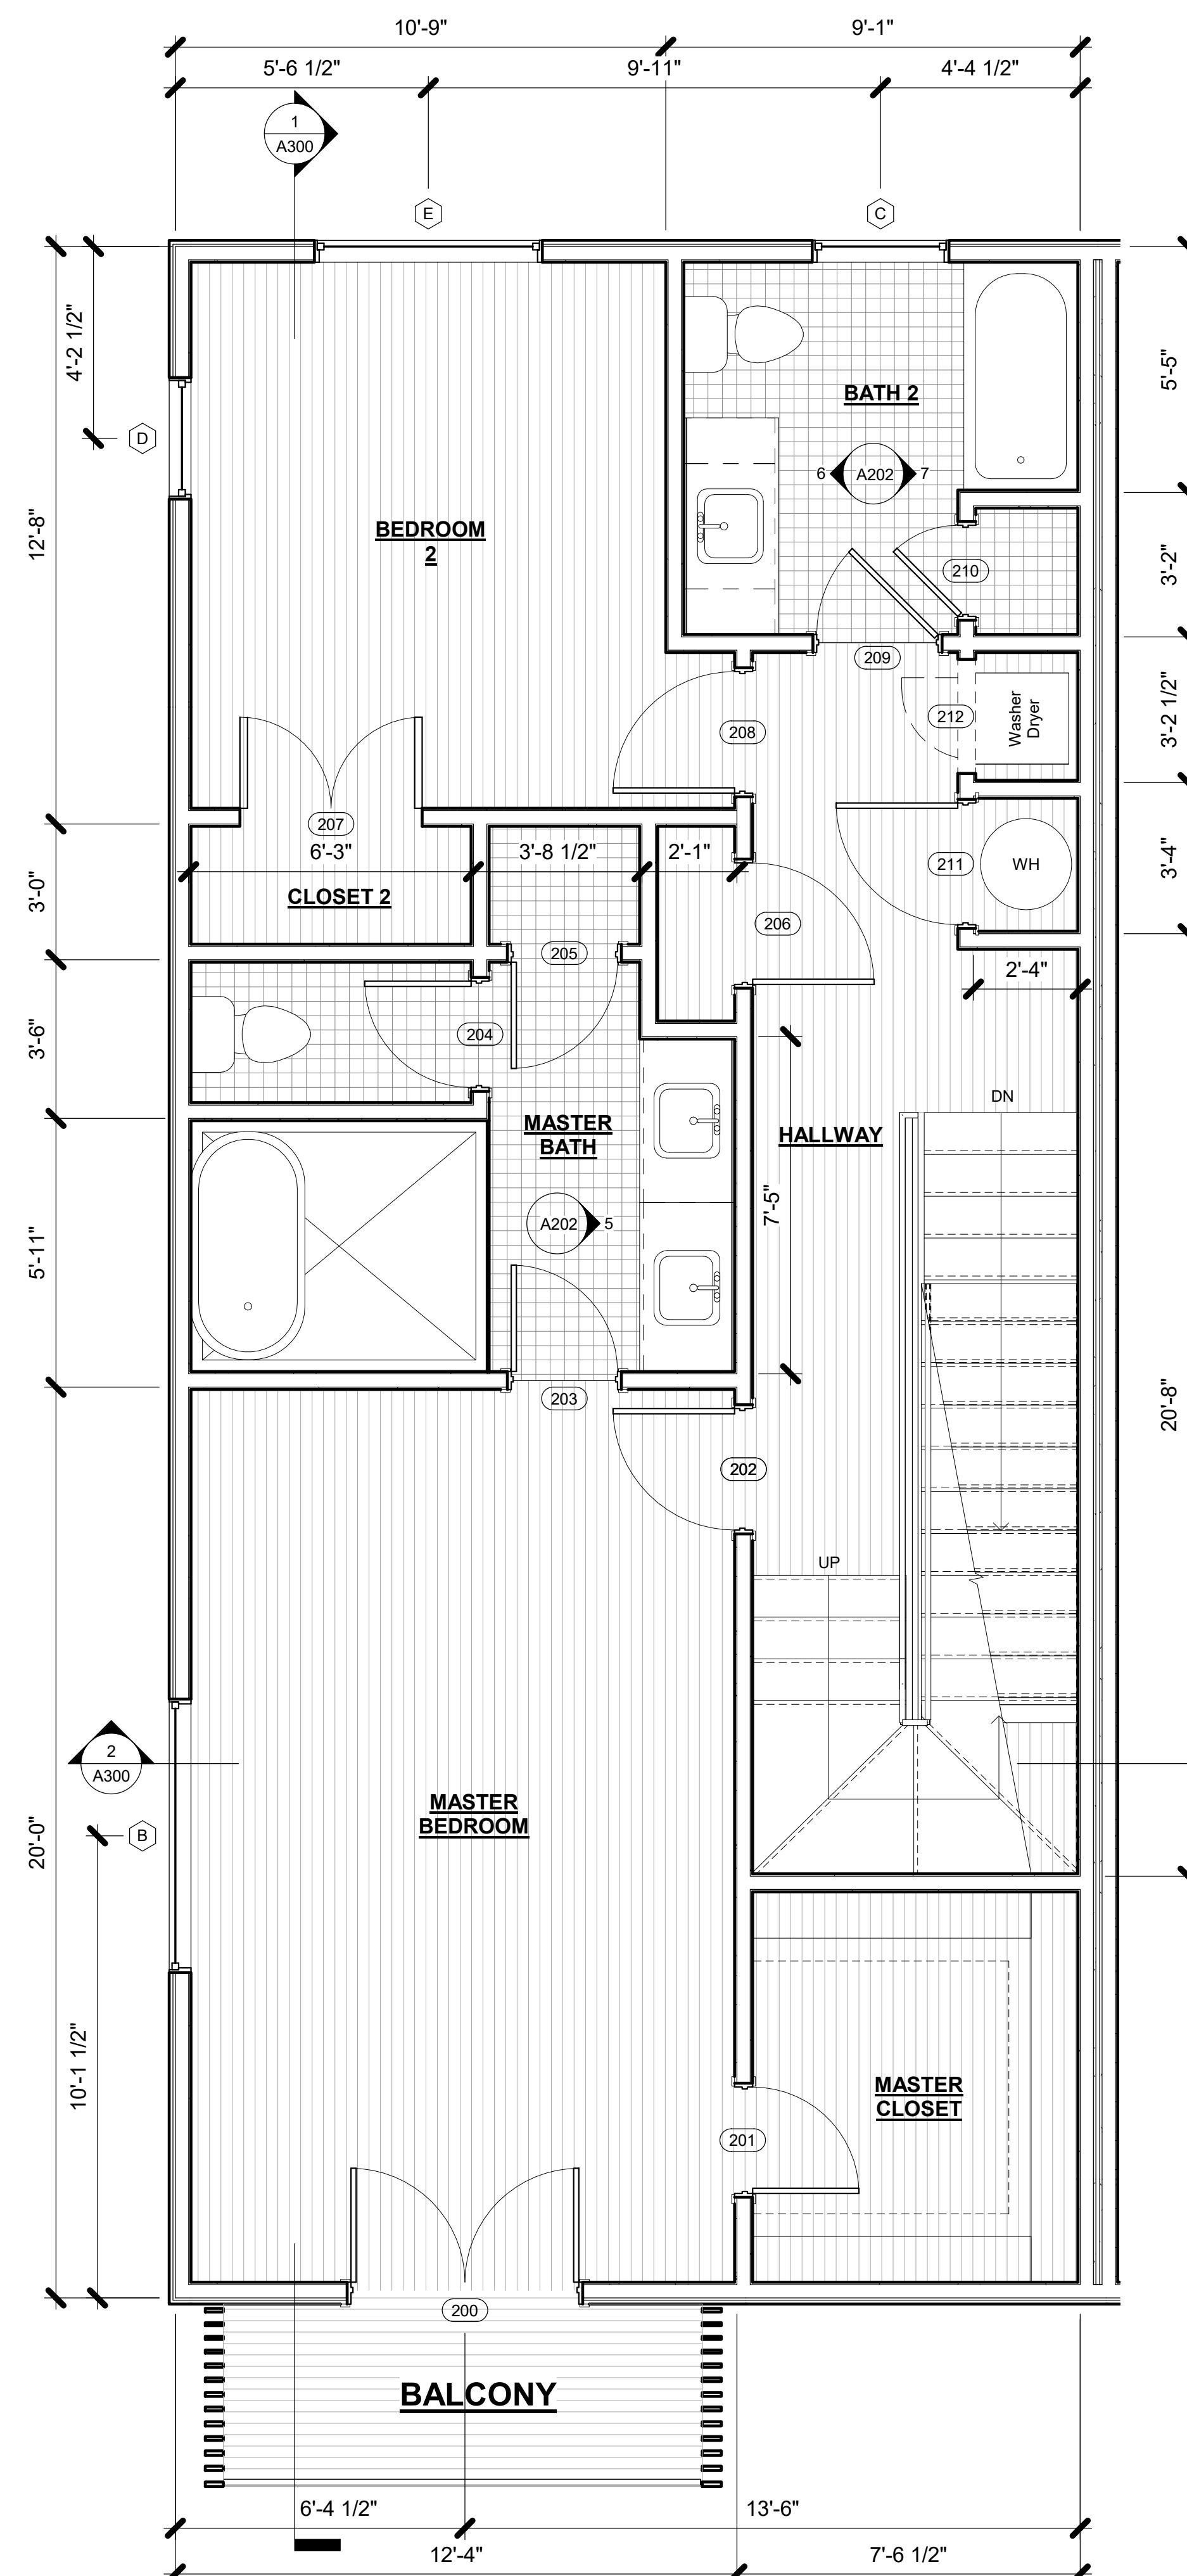 10'-9"
9'-1"
5'-6 1/2"
9'-11"
4'-4 1/2"
1
A300
E
C
4'-2 1/2"
5'-5"
D
BATH 2
6
A202
7
12'-8"
BEDROOM
2
3'-2"
210
209
208
212
Washer
Dryer
3'-2 1/2"
207
6'-3"
3'-8 1/2"
2'-1"
211
WH
3'-4"
3'-0"
CLOSET 2
206
205
2'-4"
3'-6"
204
DN
MASTER
BATH
HALLWAY
7'-5"
A202
5
5'-11"
203
20'-8"
202
UP
2
A300
MASTER
BEDROOM
B
20'-0"
10'-1 1/2"
MASTER
CLOSET
201
200
BALCONY
6'-4 1/2"
13'-6"
12'-4"
7'-6 1/2"